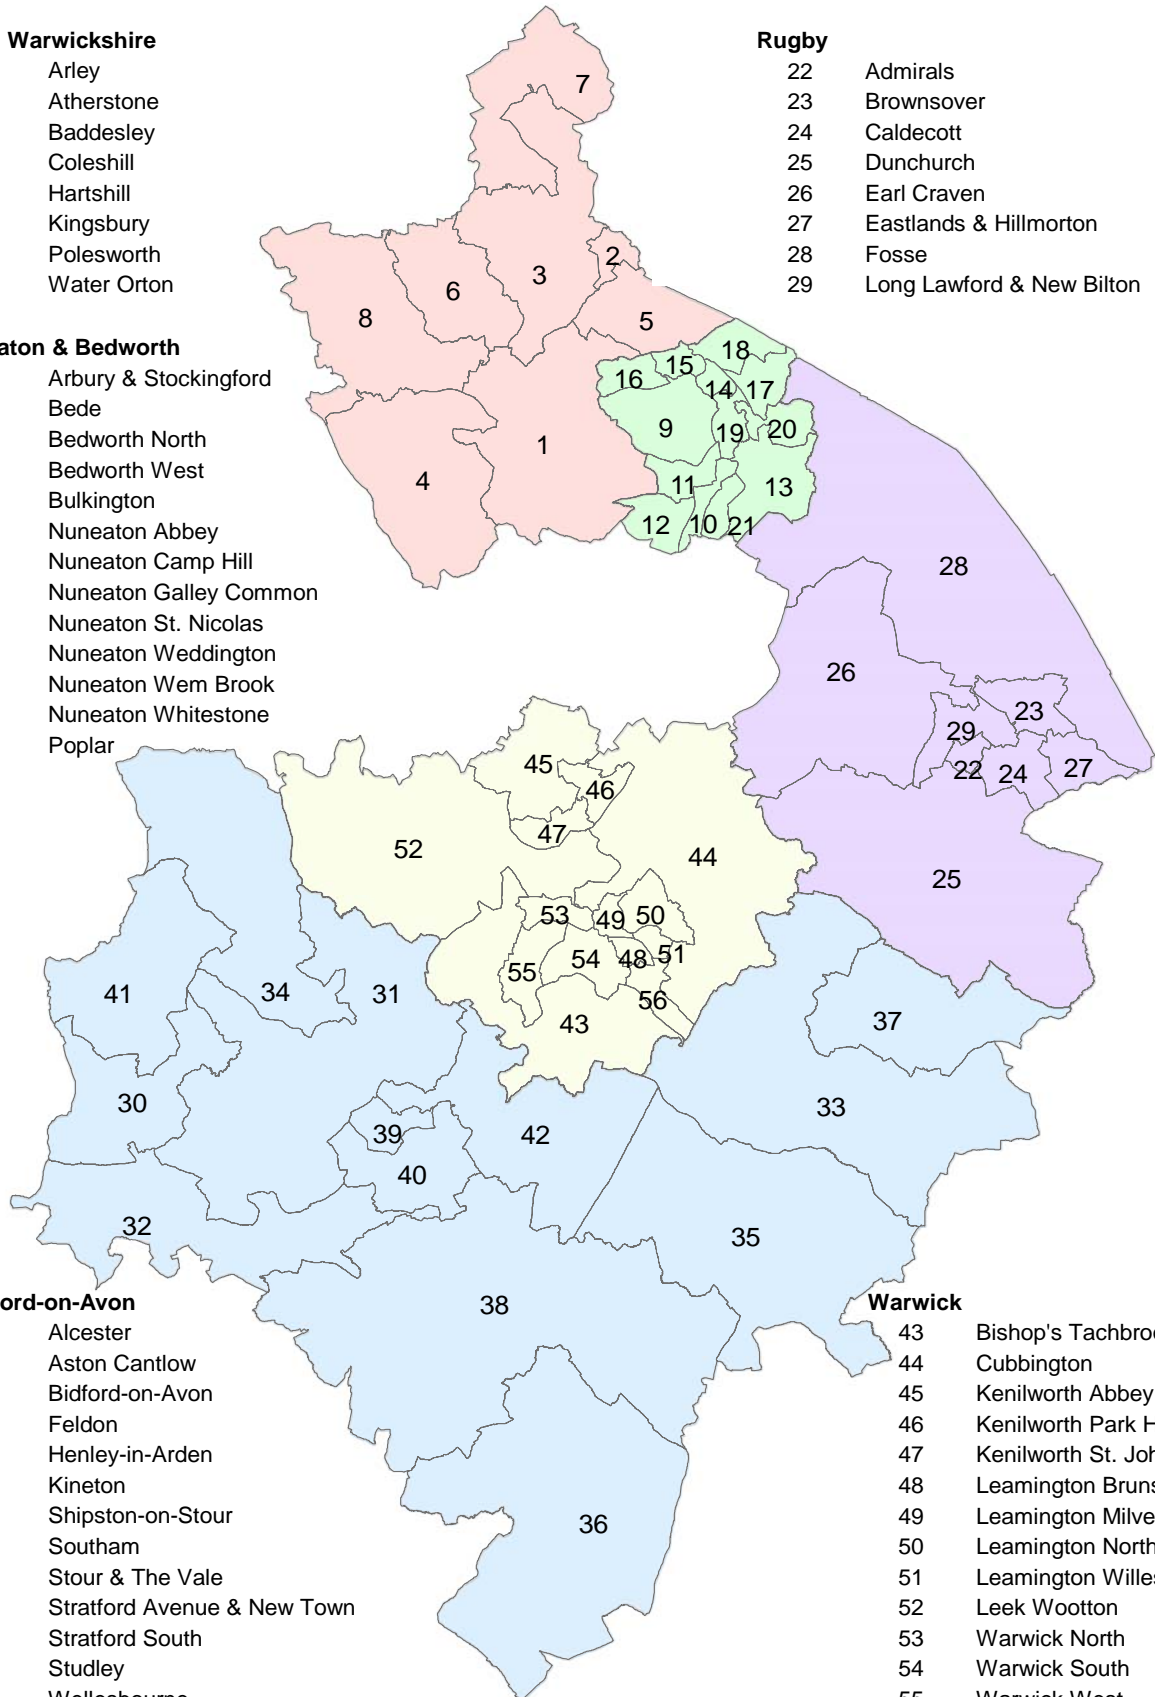 Warwickshire
Arley
Atherstone
Baddesley
Coleshill
Hartshill
Kingsbury
Polesworth
Water Orton
aton & Bedworth
Arbury & Stockingford
Bede
Bedworth North
Bedworth West
Bulkington
Nuneaton Abbey
Nuneaton Camp Hill
Nuneaton Galley Common
Nuneaton St. Nicolas
Nuneaton Weddington
Nuneaton Wem Brook
Nuneaton Whitestone
Poplar
Rugby
22 Admirals
23 Brownsover
24 Caldecott
25 Dunchurch
26 Earl Craven
27 Eastlands & Hillmorton
28 Fosse
29 Long Lawford & New Bilton
7
2
3
6
8
5
18
15
16
14
17
9
19
20
1
4
11
13
12
10
21
28
26
23
29
22
24
27
45
46
47
52
44
25
53
49
50
54
48
51
55
56
43
41
34
31
37
30
33
39
42
40
32
35
38
36
ord-on-Avon
Alcester
Aston Cantlow
Bidford-on-Avon
Feldon
Henley-in-Arden
Kineton
Shipston-on-Stour
Southam
Stour & The Vale
Stratford Avenue & New Town
Stratford South
Studley
Wellesbourne
Warwick
43 Bishop's Tachbroo
44 Cubbington
45 Kenilworth Abbey
46 Kenilworth Park H
47 Kenilworth St. Joh
48 Leamington Bruns
49 Leamington Milve
50 Leamington North
51 Leamington Willes
52 Leek Wootton
53 Warwick North
54 Warwick South
55 Warwick West